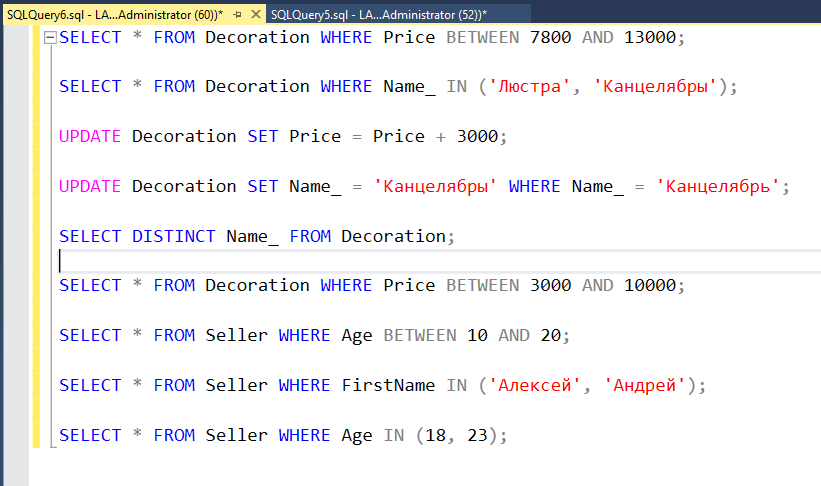 SQLQuery6.sql - LA...Administrator (60))* SQLQuery5.sql - LA...Administrator (52))*
SELECT * FROM Decoration WHERE Price BETWEEN 7800 AND 13000;
SELECT * FROM Decoration WHERE Name_ IN ('Люстра', 'Канцелябры');
UPDATE Decoration SET Price = Price + 3000;
UPDATE Decoration SET Name_ = 'Канцелябры' WHERE Name_ = 'Канцелябрь';
SELECT DISTINCT Name_ FROM Decoration;
SELECT * FROM Decoration WHERE Price BETWEEN 3000 AND 10000;
SELECT * FROM Seller WHERE Age BETWEEN 10 AND 20;
SELECT * FROM Seller WHERE FirstName IN ('Алексей', 'Андрей');
SELECT * FROM Seller WHERE Age IN (18, 23);